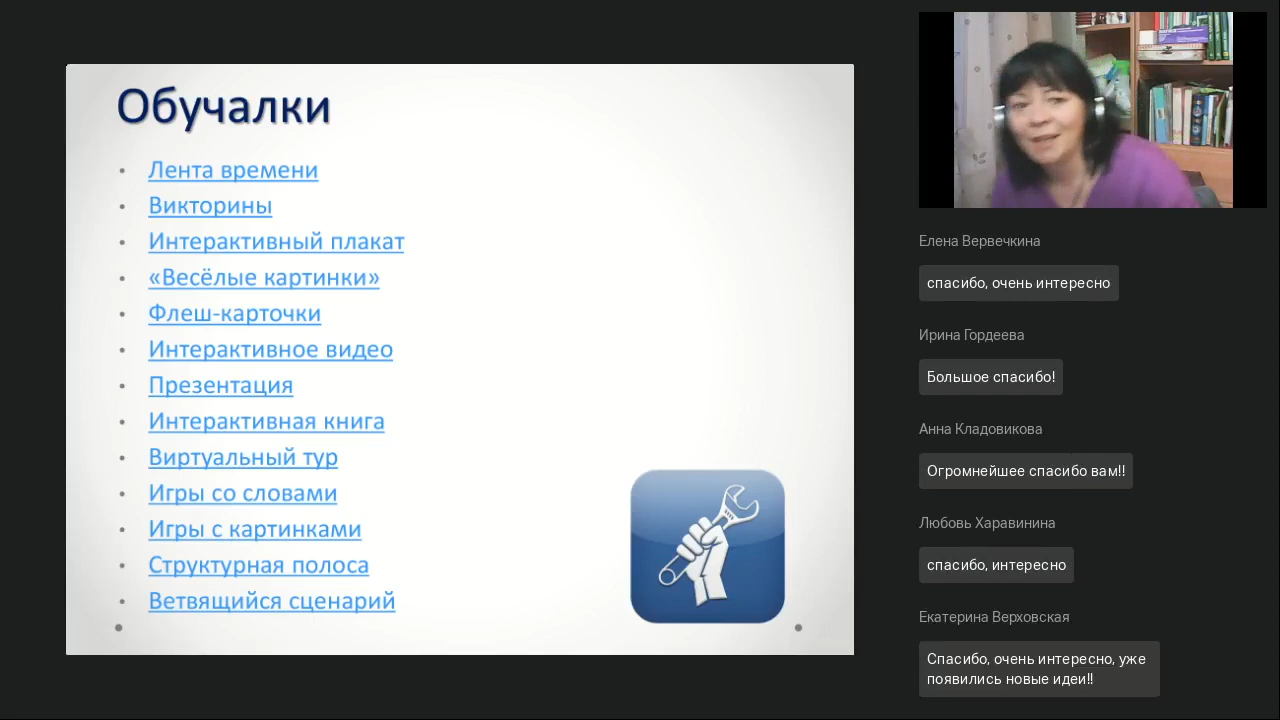 Обучалки
Лента времени
Викторины
Интерактивный плакат
«Весёлые картинки»
Флеш-карточки
Интерактивное видео
Презентация
Интерактивная книга
Виртуальный тур
Игры со словами
Игры с картинками
Структурная полоса
Ветвящийся сценарий
Елена Вервечкина
спасибо, очень интересно
Ирина Гордеева
Большое спасибо!
Анна Кладовикова
Огромнейшее спасибо вам!!
Любовь Харавинина
спасибо, интересно
Екатерина Верховская
Спасибо, очень интересно, уже
появились новые идеи!!